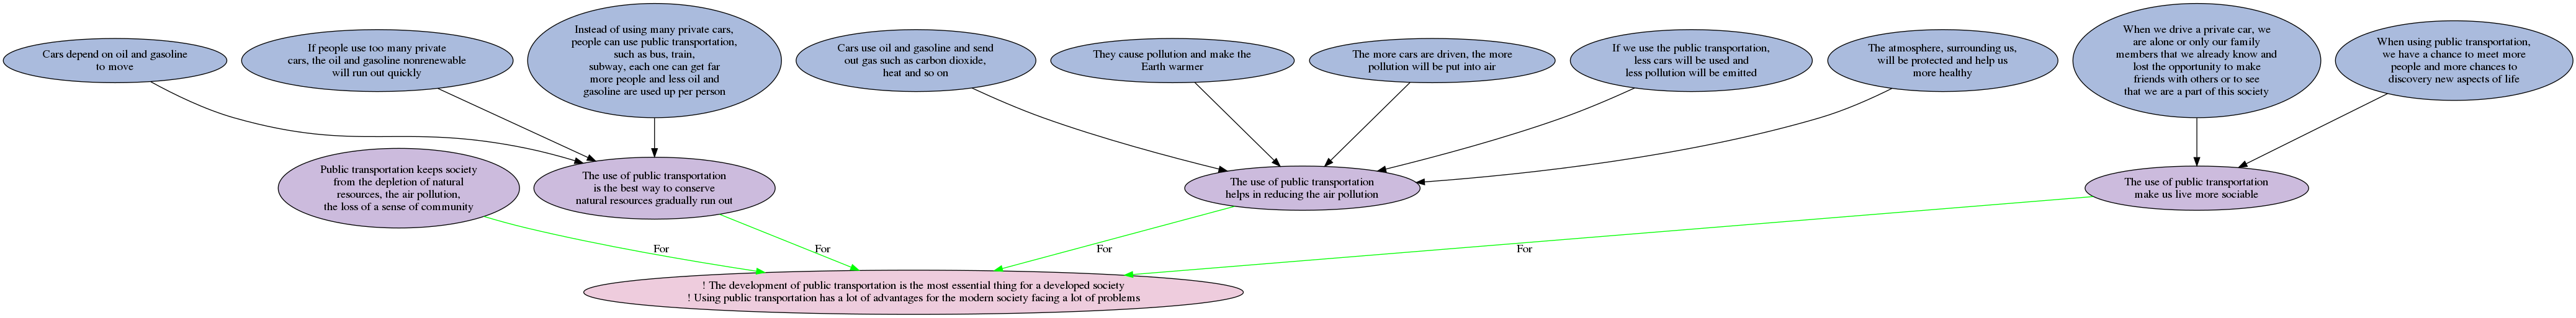 Cars depend on oil and gasoline
to move
If people use too many private
cars, the oil and gasoline nonrenewable
will run out quickly
Instead of using many private cars,
people can use public transportation,
such as bus, train,
subway, each one can get far
more people and less oil and
gasoline are used up per person
Cars use oil and gasoline and send
out gas such as carbon dioxide,
heat and so on
They cause pollution and make the
Earth warmer
The more cars are driven, the more
pollution will be put into air
If we use the public transportation,
less cars will be used and
less pollution will be emitted
The atmosphere, surrounding us,
will be protected and help us
more healthy
When we drive a private car, we
are alone or only our family
members that we already know and
lost the opportunity to make
friends with others or to see
that we are a part of this society
When using public transportation,
we have a chance to meet more
people and more chances to
discovery new aspects of life
Public transportation keeps society
from the depletion of natural
resources, the air pollution,
the loss of a sense of community
The use of public transportation
is the best way to conserve
natural resources gradually run out
The use of public transportation
helps in reducing the air pollution
The use of public transportation
make us live more sociable
For
For
For
For
! The development of public transportation is the most essential thing for a developed society
! Using public transportation has a lot of advantages for the modern society facing a lot of problems